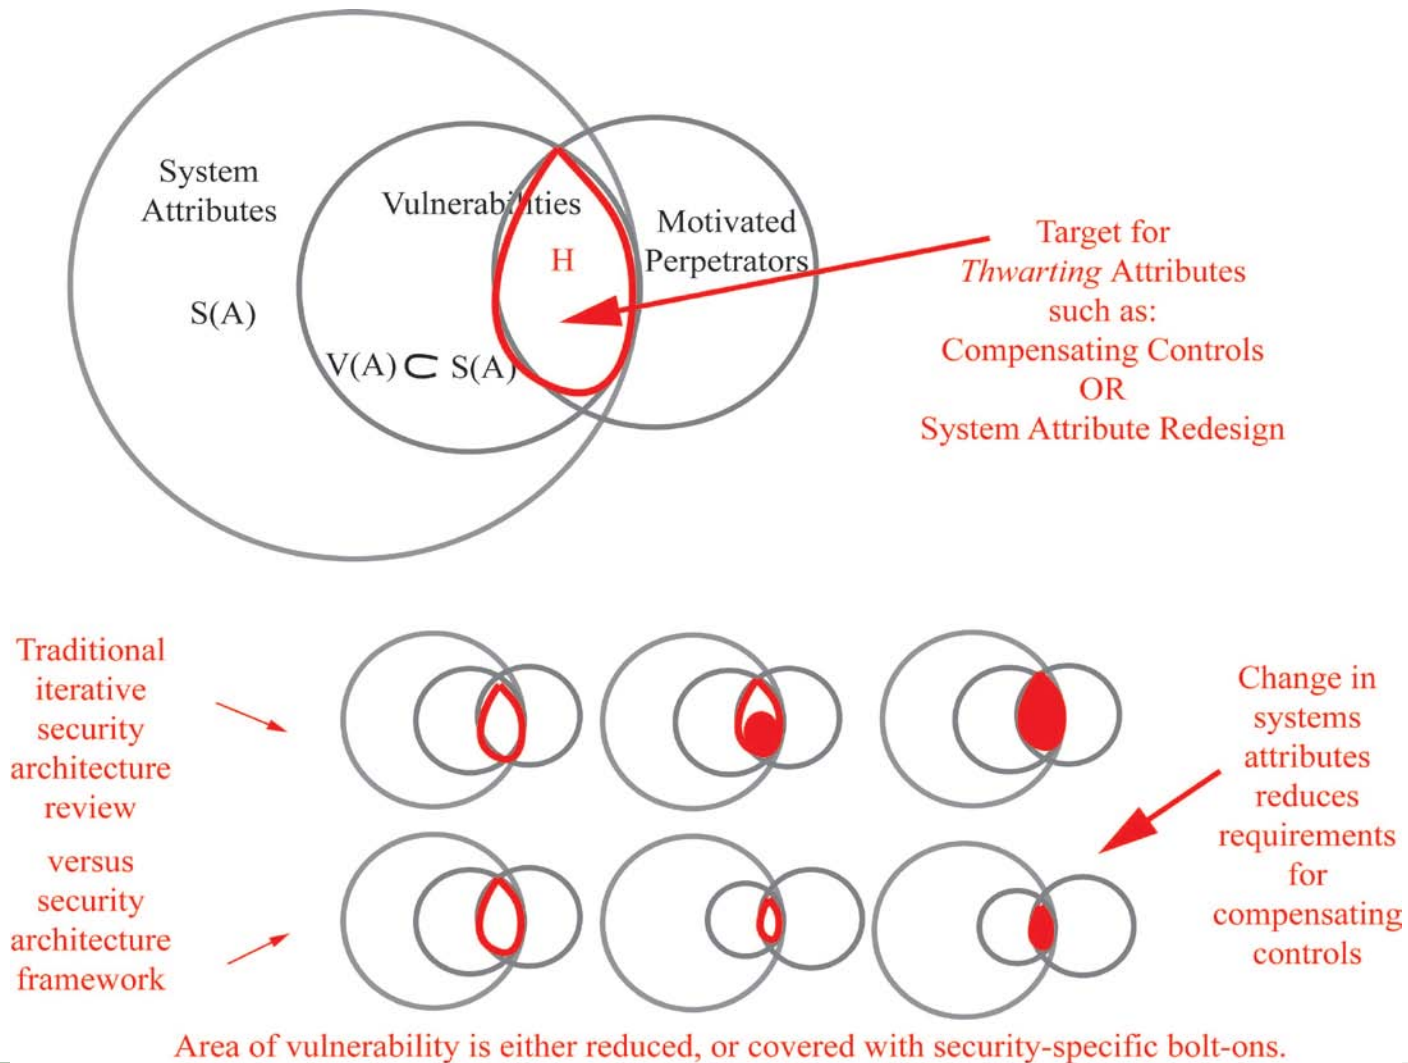 System
Attributes
S(A)
Vulnerabilities
H
V(A) ⊂ S(A)
Motivated
Perpetrators
Target for
Thwarting Attributes
such as:
Compensating Controls
OR
System Attribute Redesign
Traditional
iterative
security
architecture
review
versus
security
architecture
framework
Change in
systems
attributes
reduces
requirements
for
compensating
controls
Area of vulnerability is either reduced, or covered with security-specific bolt-ons.